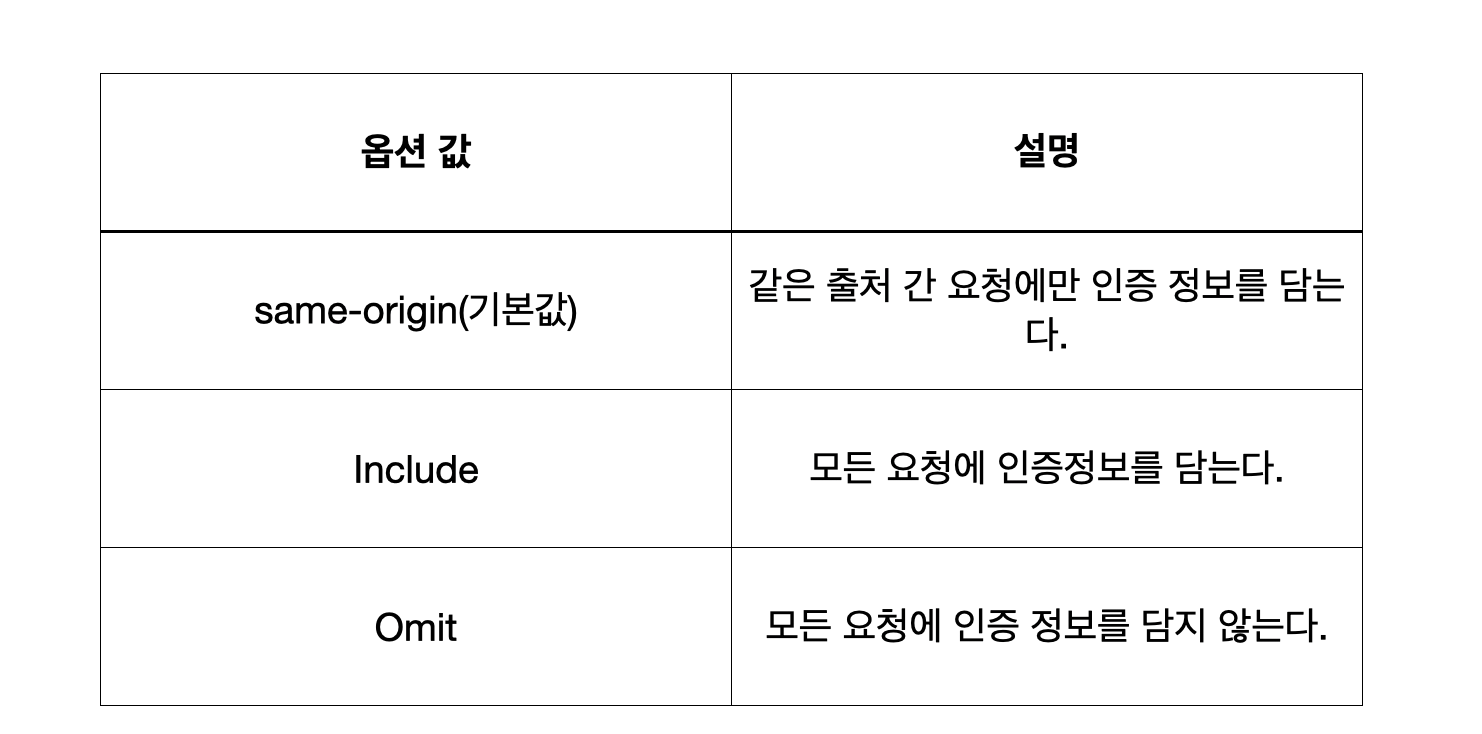 옵션 값
설명
same-origin(기본값)
같은 출처 간 요청에만 인증 정보를 담는
다.
Include
모든 요청에 인증정보를 담는다.
Omit
모든 요청에 인증 정보를 담지 않는다.